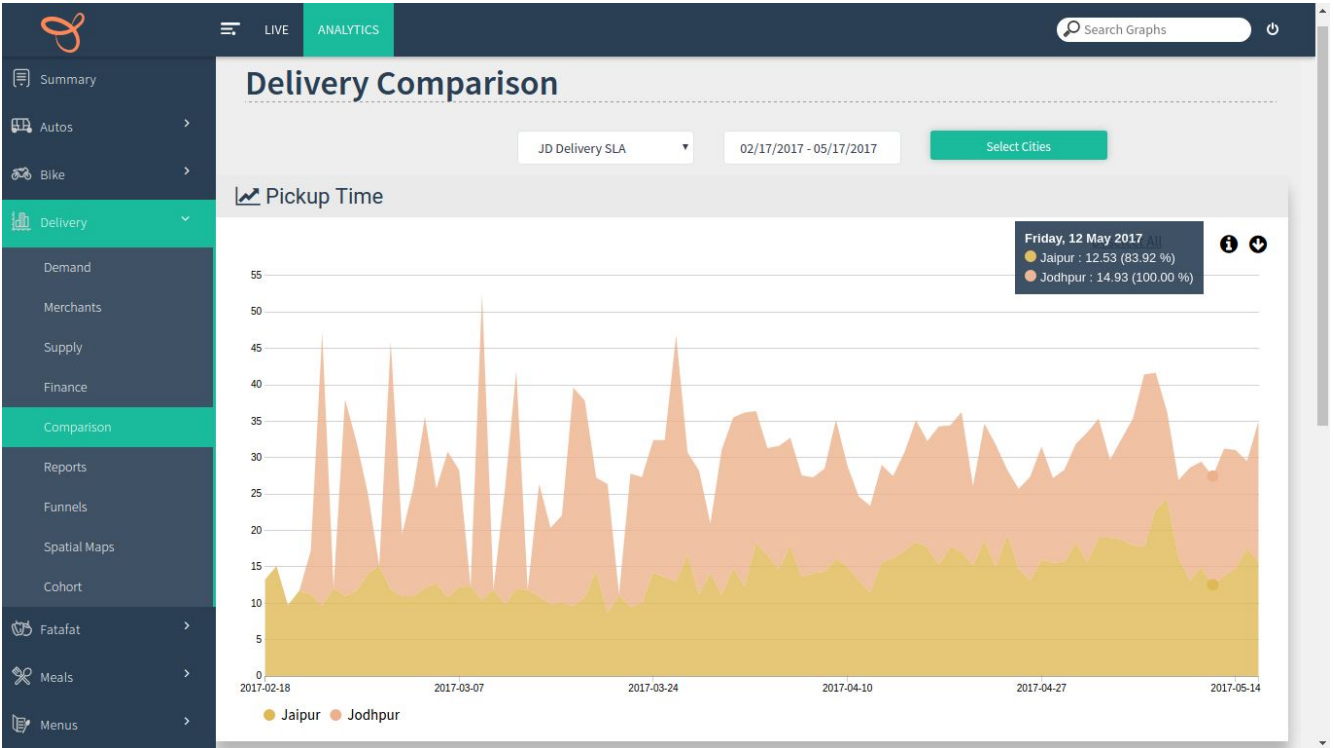 LIVE
ANALYTICS
Search Graphs
Summary
Autos
Bike
Delivery
Demand
Merchants
Supply
Finance
Comparison
Reports
Funnels
Spatial Maps
Cohort
Fatafat
Meals
Menus
Delivery Comparison
JD Delivery SLA
02/17/2017 - 05/17/2017
Select Cities
Pickup Time
Friday, 12 May 2017
Jaipur : 12.53 (83.92 %)
Jodhpur : 14.93 (100.00 %)
All
55
50
45
40
35
30
25
20
15
10
5
0
2017-02-18
2017-03-07
2017-03-24
2017-04-10
2017-04-27
2017-05-14
Jaipur
Jodhpur